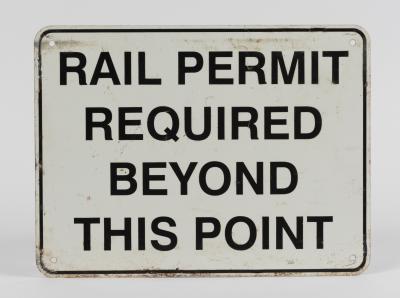 RAIL PERMIT
REQUIRED
BEYOND
THIS POINT